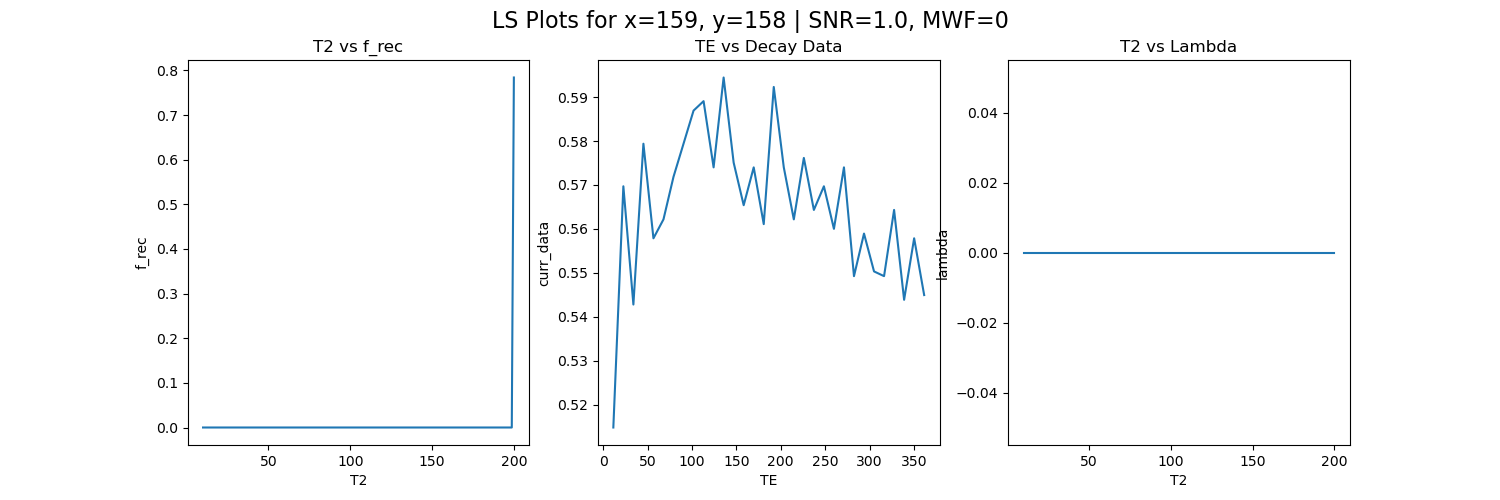 LS Plots for x=159, y=158 | SNR=1.0, MWF=0
T2 vs f_rec
0.8
0.7
0.6
0.5
0.4
0.3
0.2
0.1
0.0
f_rec
50 100 150 200
T2
TE vs Decay Data
0.59
0.58
0.57
0.56
0.55
0.54
0.53
0.52
curr_data
0 50 100 150 200 250 300 350
TE
T2 vs Lambda
0.04
0.02
0.00
−0.02
−0.04
lambda
50 100 150 200
T2